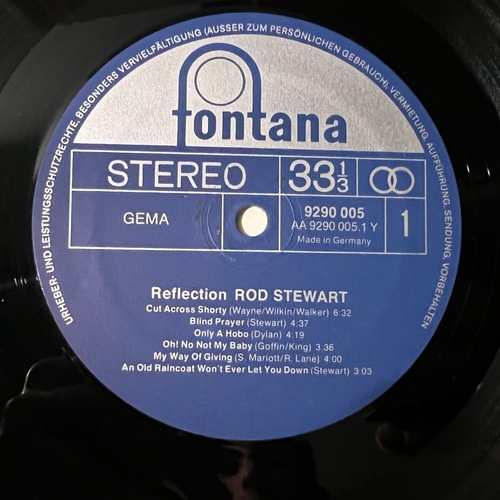 URHEBER- UND LEISTUNGSSCHUTZRECHTE, BESONDERS VERVIELFÄLTIGUNG (AUSSER ZUM PERSÖNLICHEN GEBRAUCH), VERMIETUNG, AUFFÜHRUNG, SENDUNG, VORBEHALTEN
fontana
STEREO 33 1/3
GEMA
9290 005
AA 9290 005.1 Y
Made in Germany
1
Reflection ROD STEWART
Cut Across Shorty (Wayne/Wilkin/Walker) 6:32
Blind Prayer (Stewart) 4:37
Only A Hobo (Dylan) 4:19
Oh! No Not My Baby (Goffin/King) 3:36
My Way Of Giving (S. Mariott/R. Lane) 4:00
An Old Raincoat Won't Ever Let You Down (Stewart) 3:03